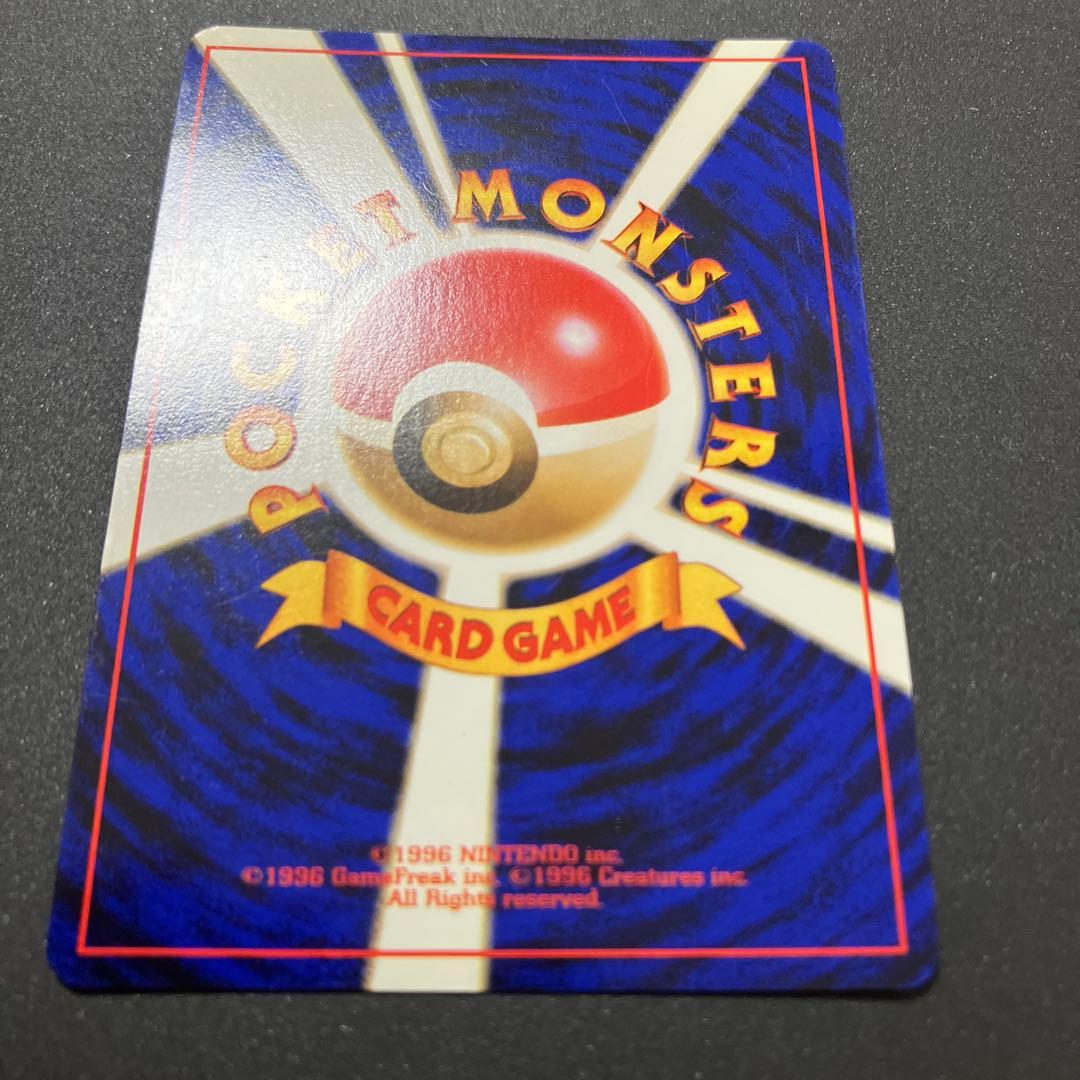 POCKET MONSTERS
CARD GAME
©1996 NINTENDO inc.
©1996 GameFreak inc. ©1996 Creatures inc.
All Rights reserved.